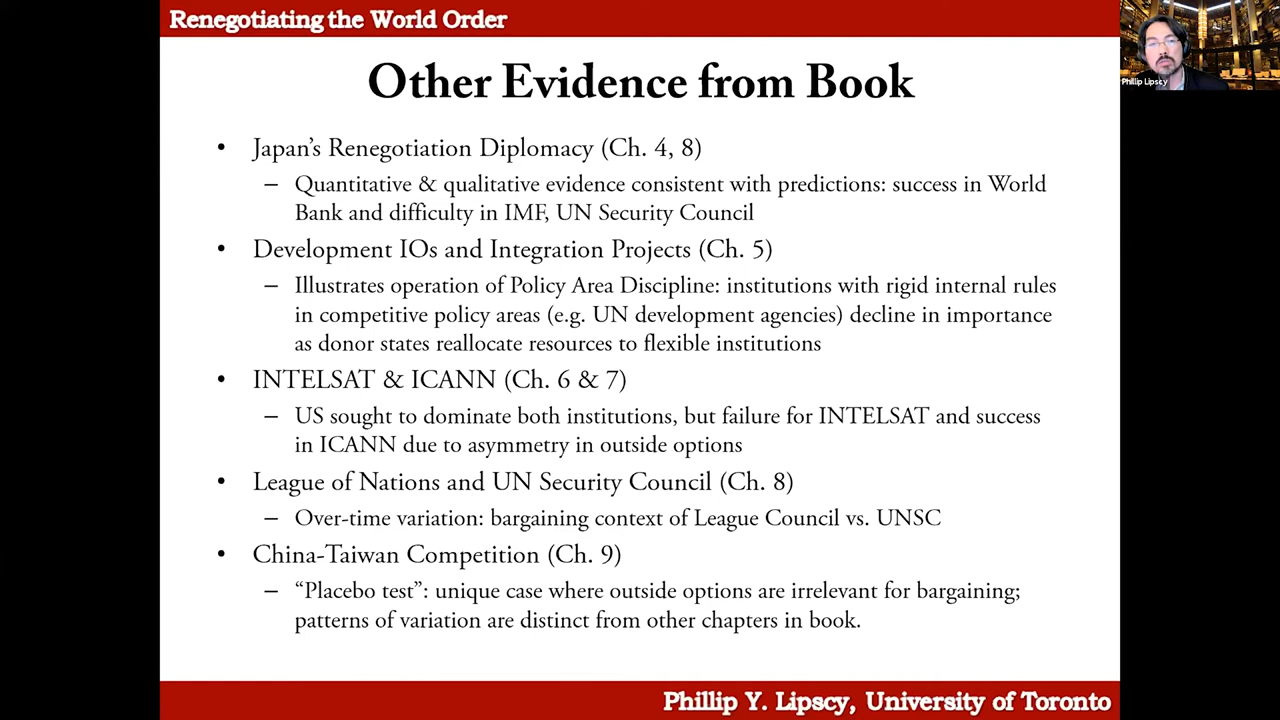 Renegotiating the World Order
Phillip Lipscy
Other Evidence from Book
• Japan's Renegotiation Diplomacy (Ch. 4, 8)
– Quantitative & qualitative evidence consistent with predictions: success in World
Bank and difficulty in IMF, UN Security Council
• Development IOs and Integration Projects (Ch. 5)
– Illustrates operation of Policy Area Discipline: institutions with rigid internal rules
in competitive policy areas (e.g. UN development agencies) decline in importance
as donor states reallocate resources to flexible institutions
• INTELSAT & ICANN (Ch. 6 & 7)
– US sought to dominate both institutions, but failure for INTELSAT and success
in ICANN due to asymmetry in outside options
• League of Nations and UN Security Council (Ch. 8)
– Over-time variation: bargaining context of League Council vs. UNSC
• China-Taiwan Competition (Ch. 9)
– “Placebo test”: unique case where outside options are irrelevant for bargaining;
patterns of variation are distinct from other chapters in book.
Phillip Y. Lipscy, University of Toronto